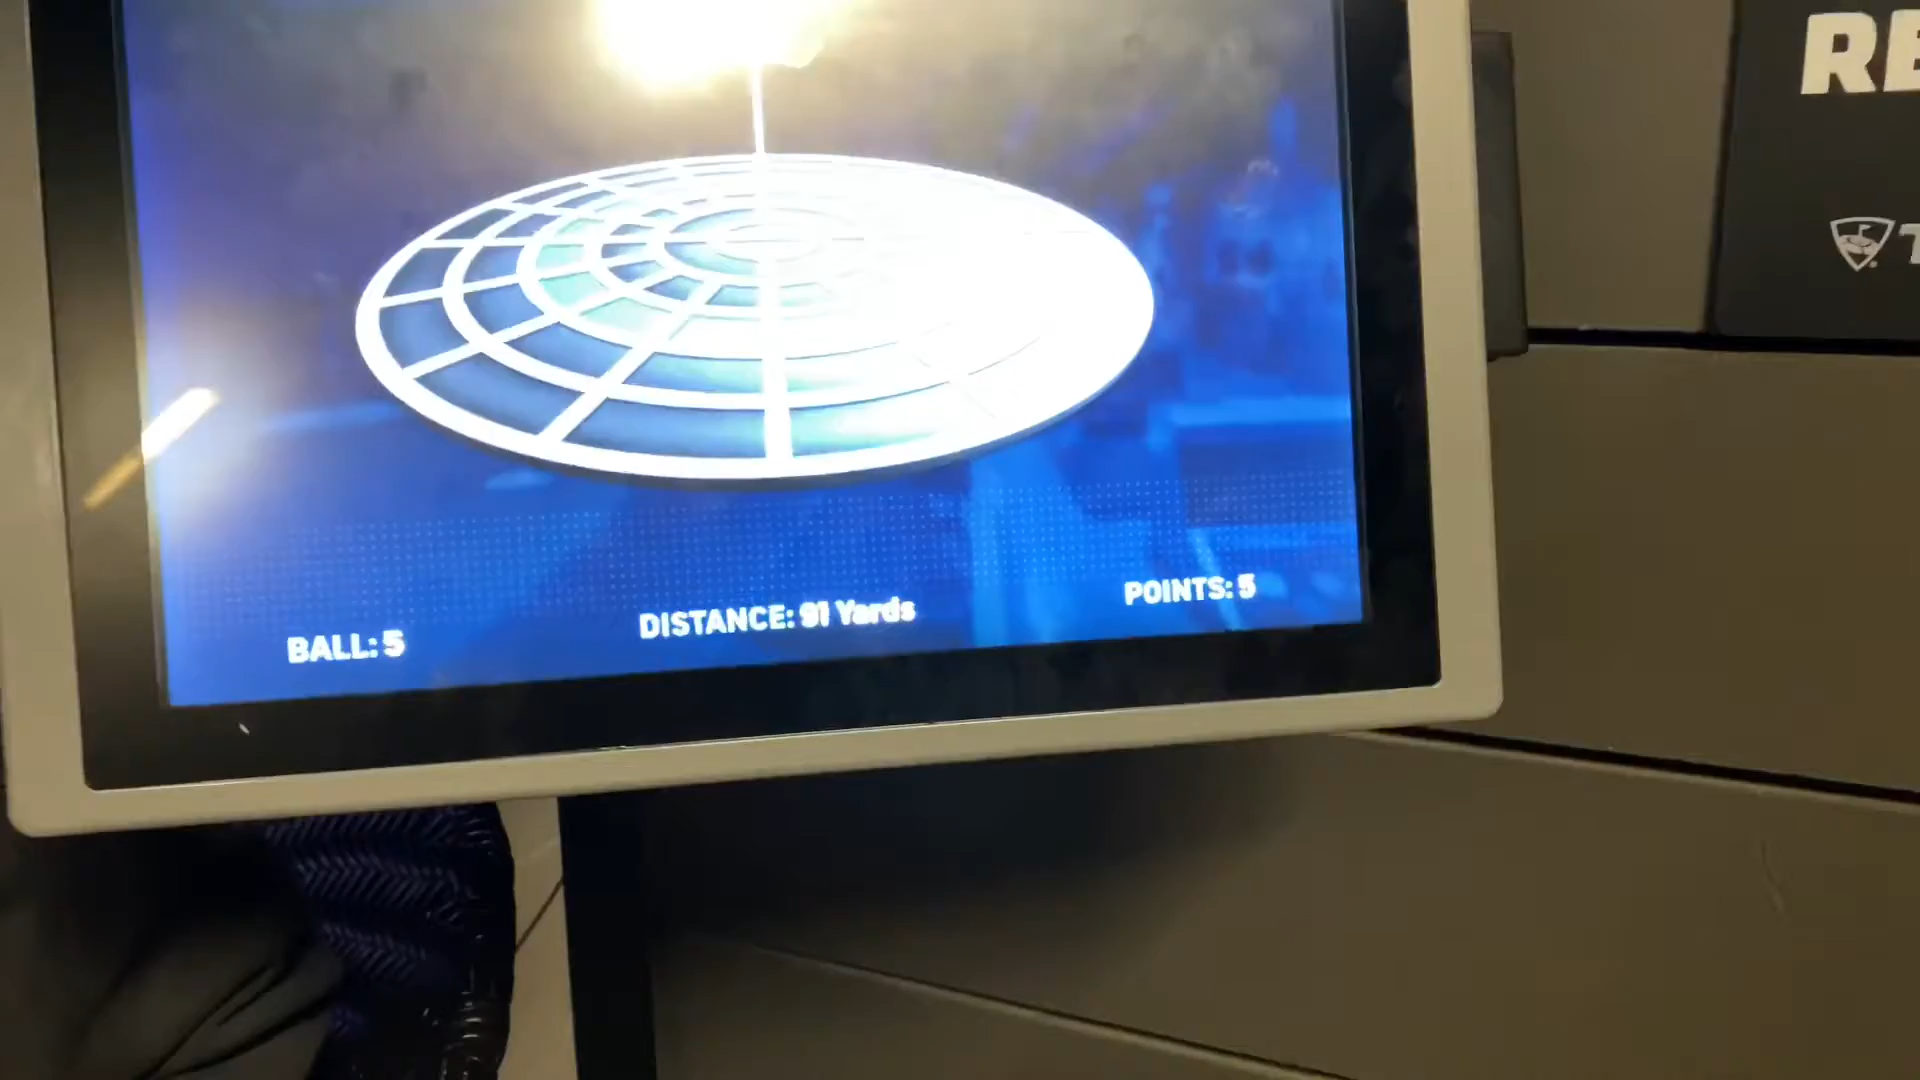 BALL: 5
DISTANCE: 91 Yards
POINTS: 5
RE
T